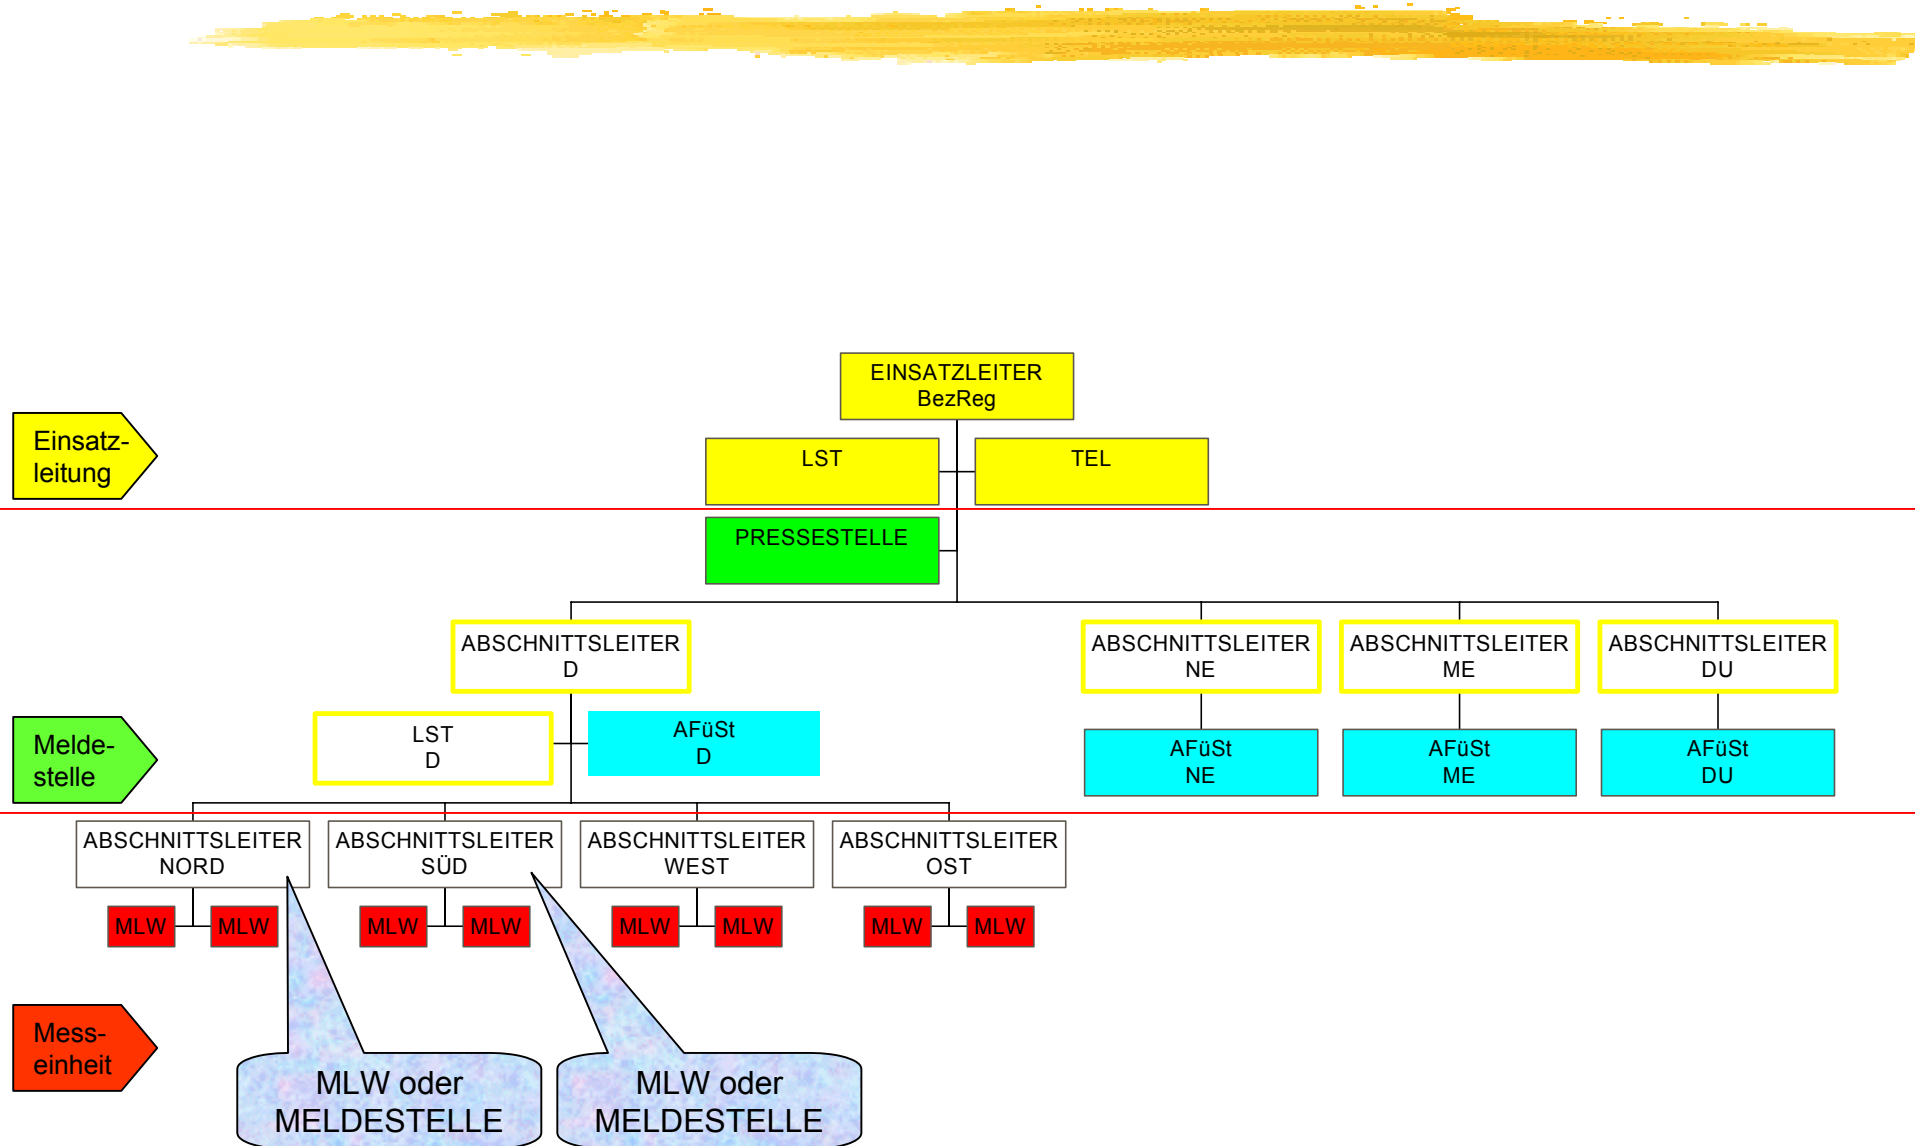 EINSATZLEITER
BezReg
Einsatz-
leitung
LST
TEL
PRESSESTELLE
ABSCHNITTSLEITER
D
ABSCHNITTSLEITER
NE
ABSCHNITTSLEITER
ME
ABSCHNITTSLEITER
DU
Melde-
stelle
LST
D
AFüSt
D
AFüSt
NE
AFüSt
ME
AFüSt
DU
ABSCHNITTSLEITER
NORD
ABSCHNITTSLEITER
SÜD
ABSCHNITTSLEITER
WEST
ABSCHNITTSLEITER
OST
MLW
MLW
MLW
MLW
MLW
MLW
MLW
MLW
Mess-
einheit
MLW oder
MELDESTELLE
MLW oder
MELDESTELLE